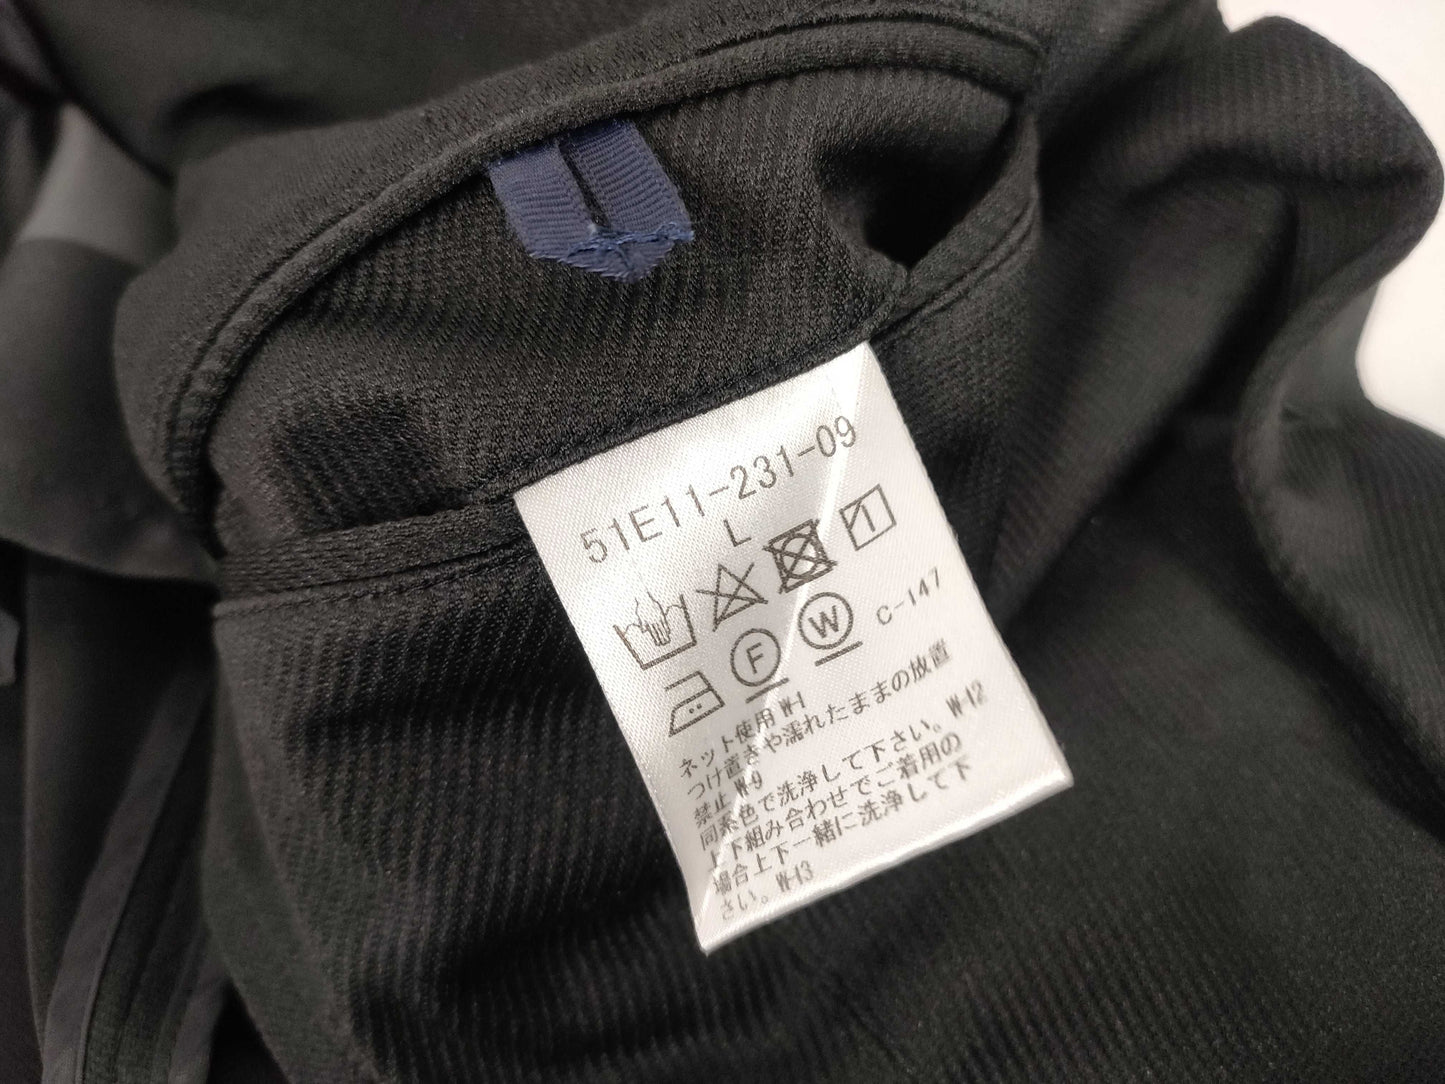 51E11-231-09
L
F W C-147
ネット使用 W-1
つけ置きや濡れたままの放置
禁止 W-9
同系色で洗浄して下さい。W-12
上下組み合わせでご着用の
場合上下一緒に洗浄して下
さい。W-13